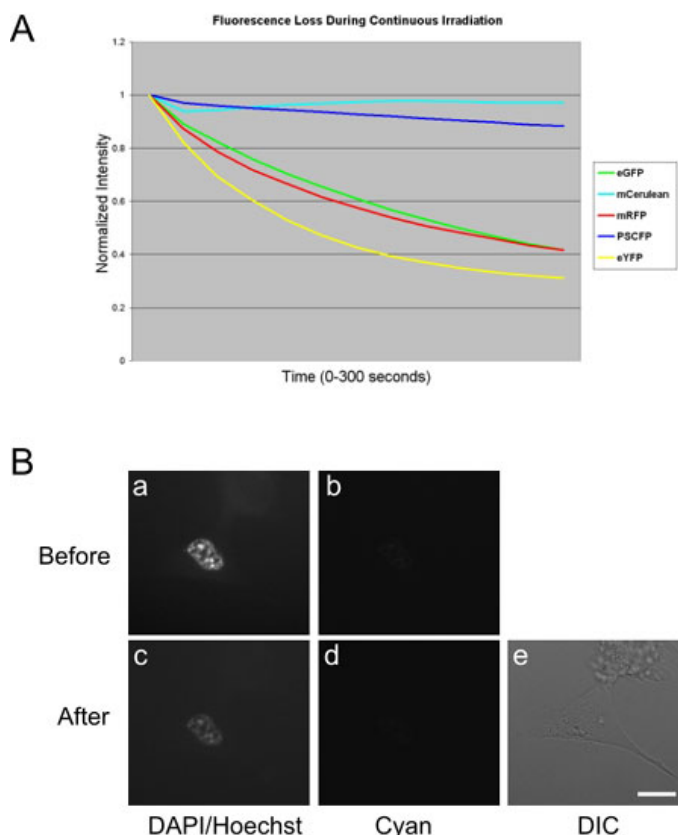 A
Fluorescence Loss During Continuous Irradiation
1.2
1
0.8
0.6
0.4
0.2
0
Normalized Intensity
Time (0-300 seconds)
eGFP
mCerulean
mRFP
PSCFP
eYFP
B
a
b
Before
c
d
e
After
DAPI/Hoechst
Cyan
DIC